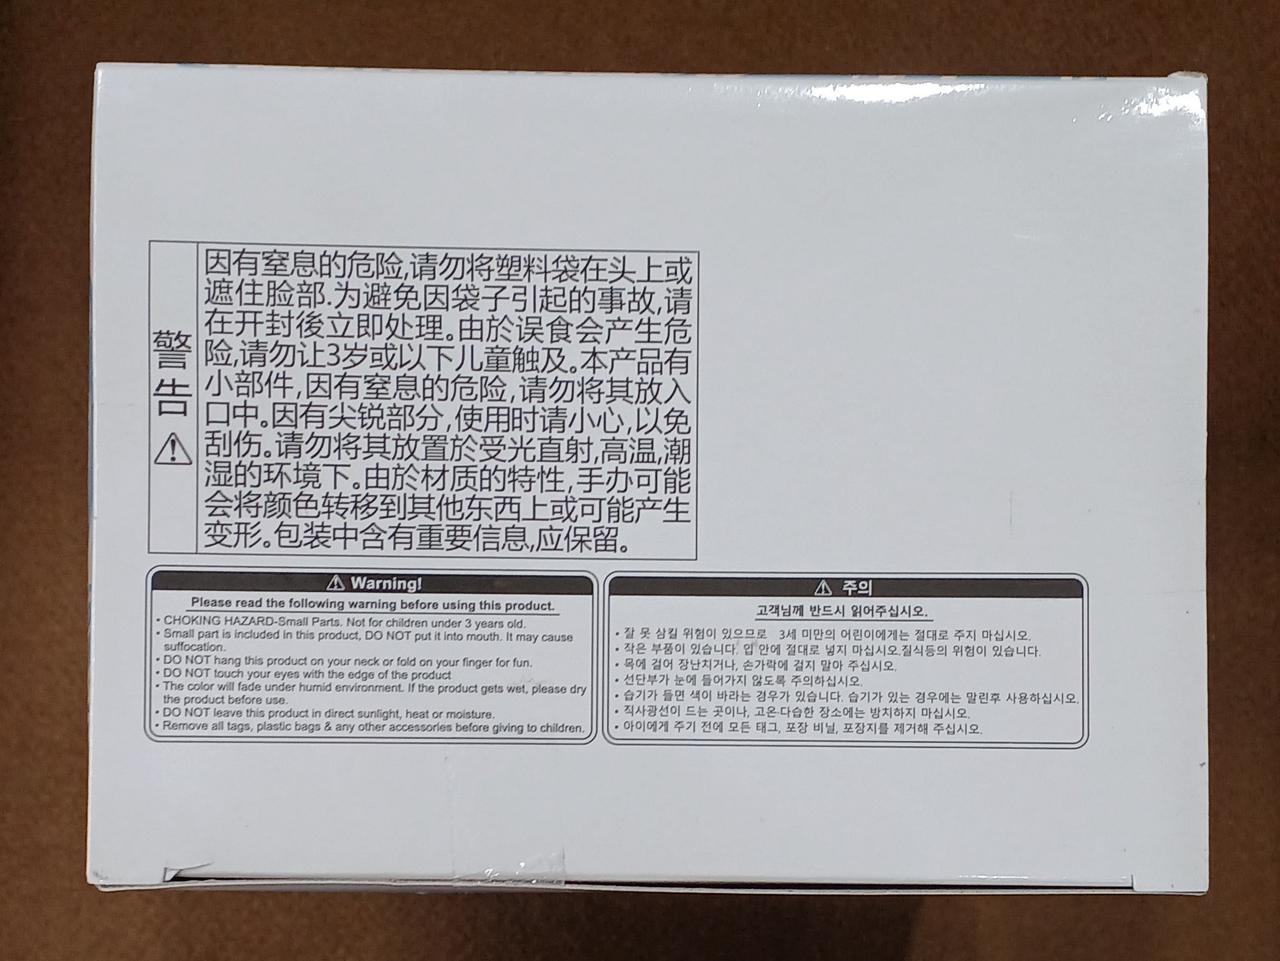 警告⚠
因有窒息的危险,请勿将塑料袋在头上或
遮住脸部.为避免因袋子引起的事故,请
在开封後立即处理。由於误食会产生危
险,请勿让3岁或以下儿童触及。本产品有
小部件,因有窒息的危险,请勿将其放入
口中。因有尖锐部分,使用时请小心,以免
刮伤。请勿将其放置於受光直射,高温,潮
湿的环境下。由於材质的特性,手办可能
会将颜色转移到其他东西上或可能产生
变形。包装中含有重要信息,应保留。
⚠ Warning!
Please read the following warning before using this product.
• CHOKING HAZARD-Small Parts. Not for children under 3 years old.
• Small part is included in this product, DO NOT put it into mouth. It may cause
suffocation.
• DO NOT hang this product on your neck or fold on your finger for fun.
• DO NOT touch your eyes with the edge of the product
• The color will fade under humid environment. If the product gets wet, please dry
the product before use.
• DO NOT leave this product in direct sunlight, heat or moisture.
• Remove all tags, plastic bags & any other accessories before giving to children.
⚠ 주의
고객님께 반드시 읽어주십시오.
• 잘 못 삼킬 위험이 있으므로 3세 미만의 어린이에게는 절대로 주지 마십시오.
• 작은 부품이 있습니다. 입 안에 절대로 넣지 마십시오.질식등의 위험이 있습니다.
• 목에 걸어 장난치거나, 손가락에 걸지 말아 주십시오.
• 선단부가 눈에 들어가지 않도록 주의하십시오.
• 습기가 들면 색이 바라는 경우가 있습니다. 습기가 있는 경우에는 말린후 사용하십시오.
• 직사광선이 드는 곳이나, 고온·다습한 장소에는 방치하지 마십시오.
• 아이에게 주기 전에 모든 태그, 포장 비닐, 포장지를 제거해 주십시오.